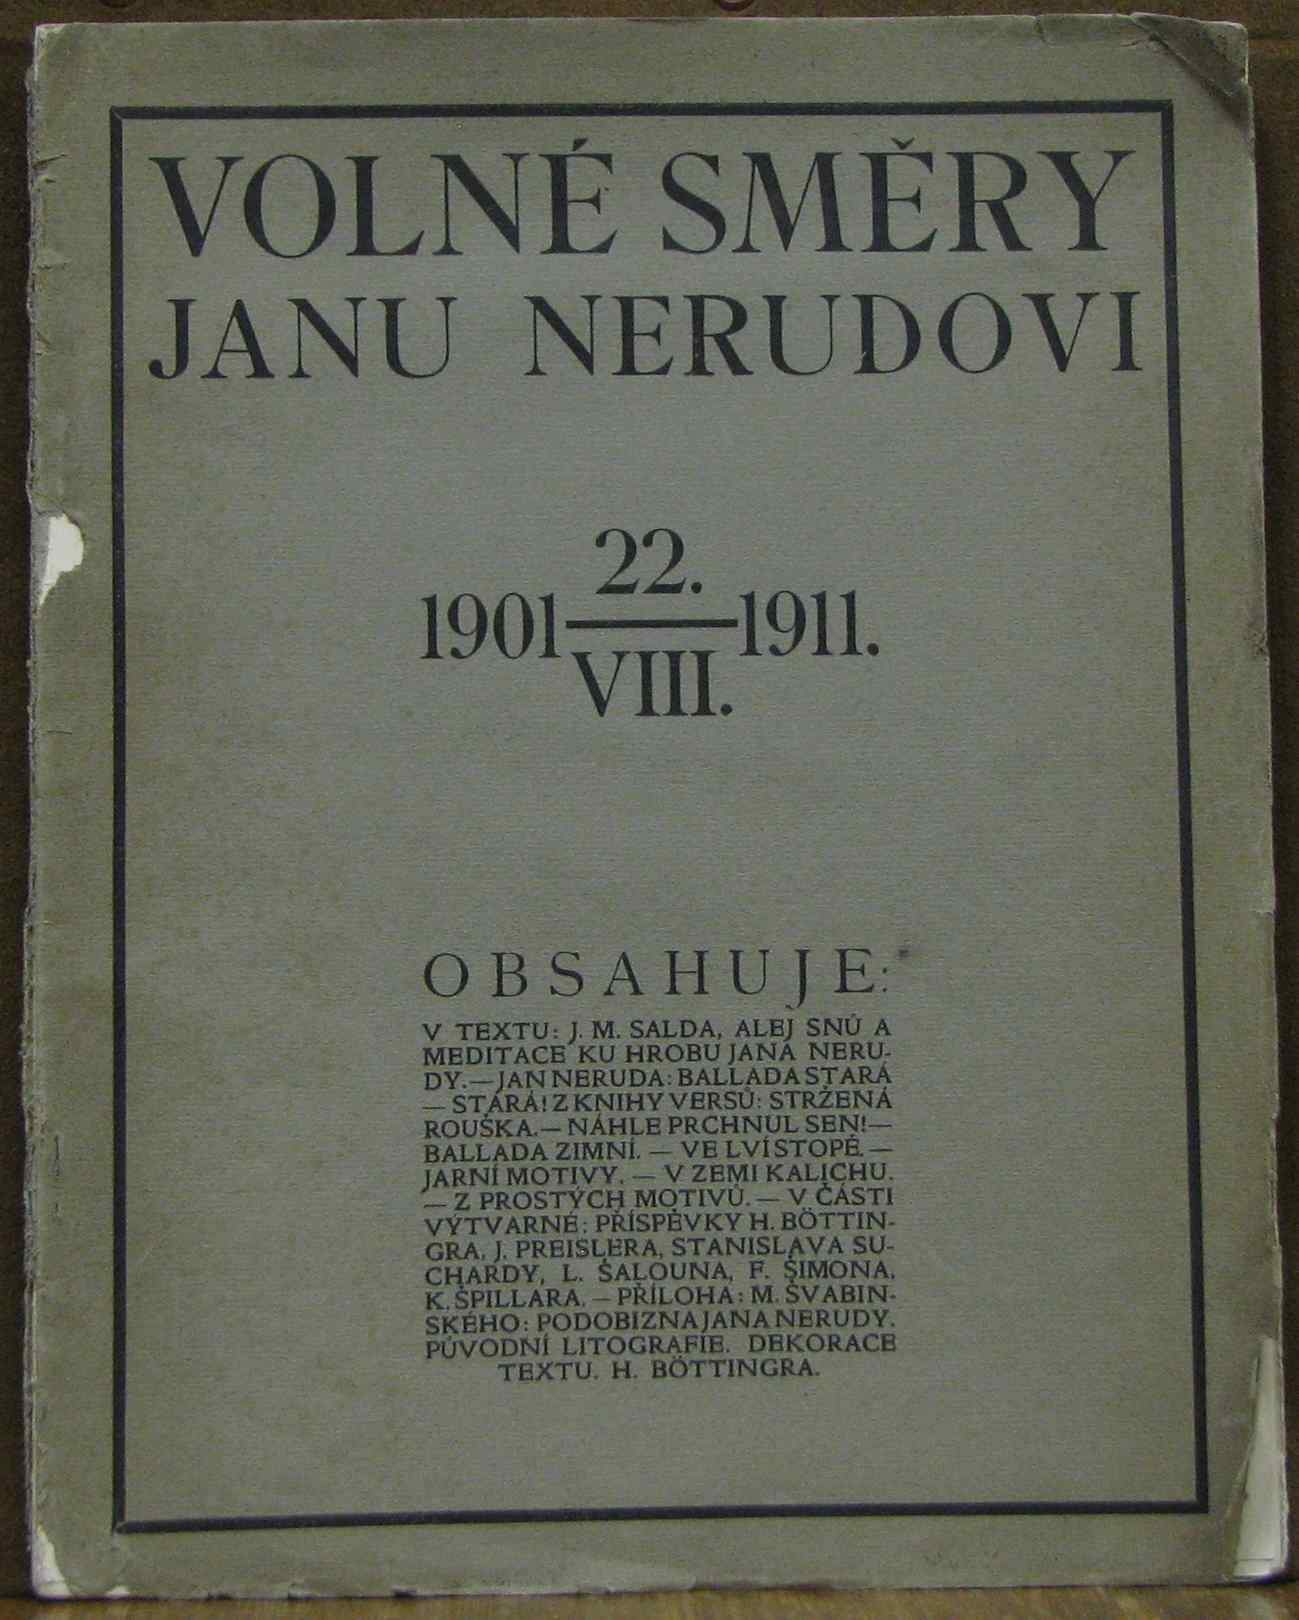 VOLNÉ SMĚRY
JANU NERUDOVI
22.
1901 — 1911.
VIII.
OBSAHUJE:
V TEXTU: J. M. SALDA, ALEJ SNŮ A
MEDITACE KU HROBU JANA NERU-
DY.—JAN NERUDA: BALLADA STARÁ
— STARÁ! Z KNIHY VERSŮ: STRŽENÁ
ROUŠKA.— NÁHLE PRCHNUL SEN!—
BALLADA ZIMNÍ. — VE LVÍ STOPĚ.—
JARNÍ MOTIVY. — V ZEMI KALICHU.
— Z PROSTÝCH MOTIVŮ. — V ČÁSTI
VÝTVARNÉ: PŘÍSPĚVKY H. BÖTTIN-
GRA, J. PREISLERA, STANISLAVA SU-
CHARDY, L. ŠALOUNA, F. ŠIMONA,
K. ŠPILLARA. — PŘÍLOHA: M. ŠVABIN-
SKÉHO: PODOBIZNA JANA NERUDY.
PŮVODNÍ LITOGRAFIE. DEKORACE
TEXTU. H. BÖTTINGRA.